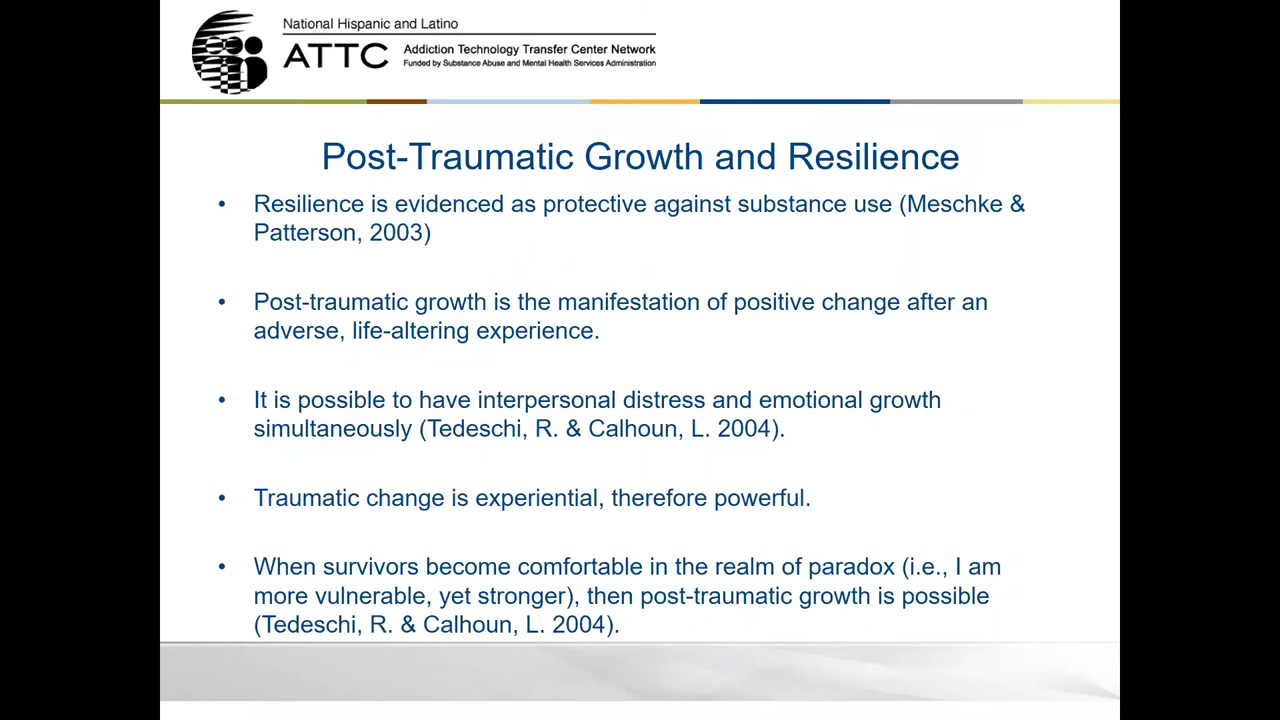 National Hispanic and Latino
ATTC
Addiction Technology Transfer Center Network
Funded by Substance Abuse and Mental Health Services Administration
Post-Traumatic Growth and Resilience
• Resilience is evidenced as protective against substance use (Meschke &
Patterson, 2003)
• Post-traumatic growth is the manifestation of positive change after an
adverse, life-altering experience.
• It is possible to have interpersonal distress and emotional growth
simultaneously (Tedeschi, R. & Calhoun, L. 2004).
• Traumatic change is experiential, therefore powerful.
• When survivors become comfortable in the realm of paradox (i.e., I am
more vulnerable, yet stronger), then post-traumatic growth is possible
(Tedeschi, R. & Calhoun, L. 2004).